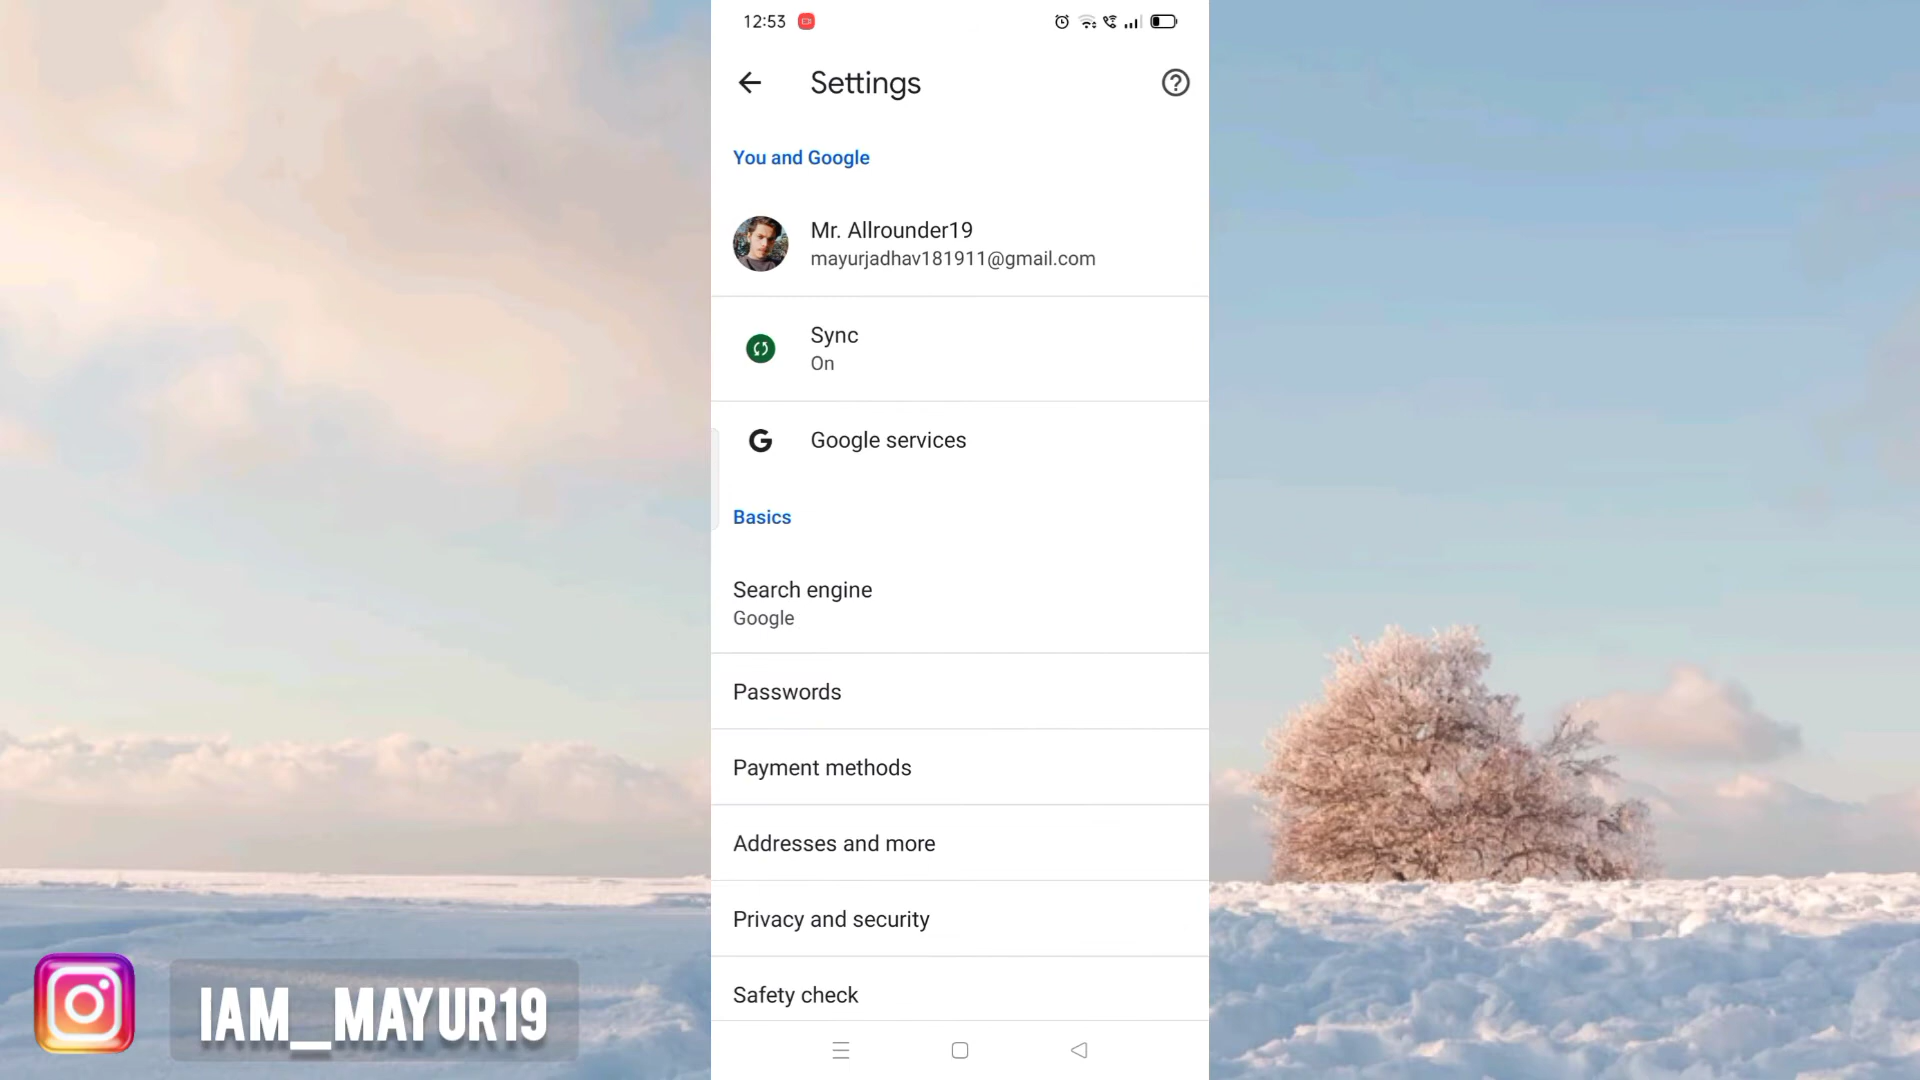 12:53
Settings
You and Google
Mr. Allrounder19
mayurjadhav181911@gmail.com
Sync
On
Google services
Basics
Search engine
Google
Passwords
Payment methods
Addresses and more
Privacy and security
Safety check
IAM__MAYUR19